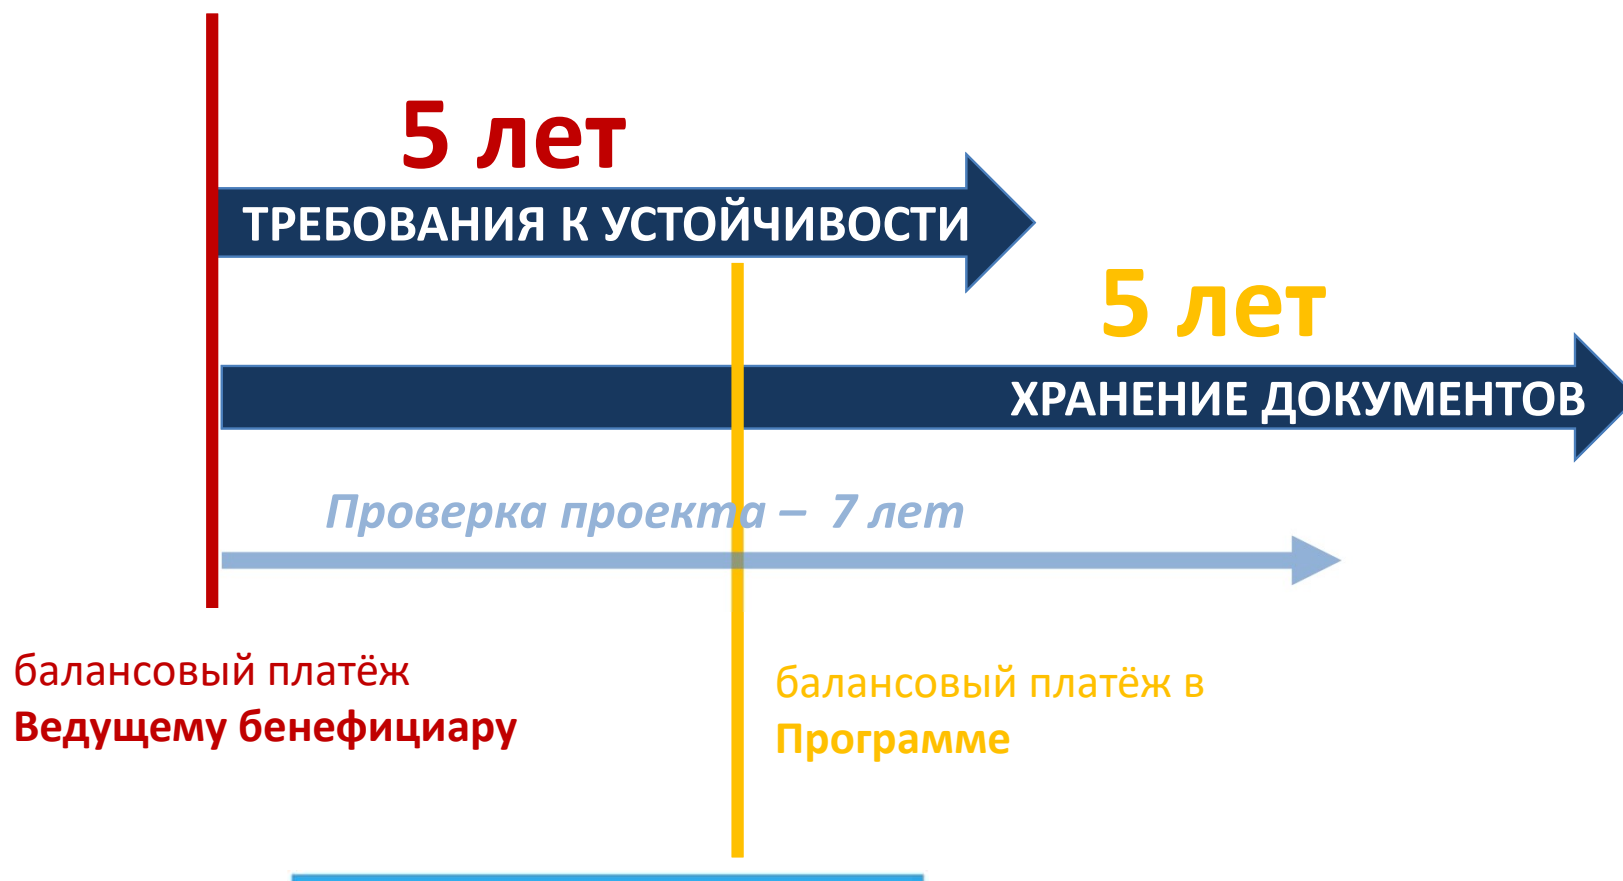 5 лет
ТРЕБОВАНИЯ К УСТОЙЧИВОСТИ
5 лет
ХРАНЕНИЕ ДОКУМЕНТОВ
Проверка проекта – 7 лет
балансовый платёж
Ведущему бенефициару
балансовый платёж в
Программе